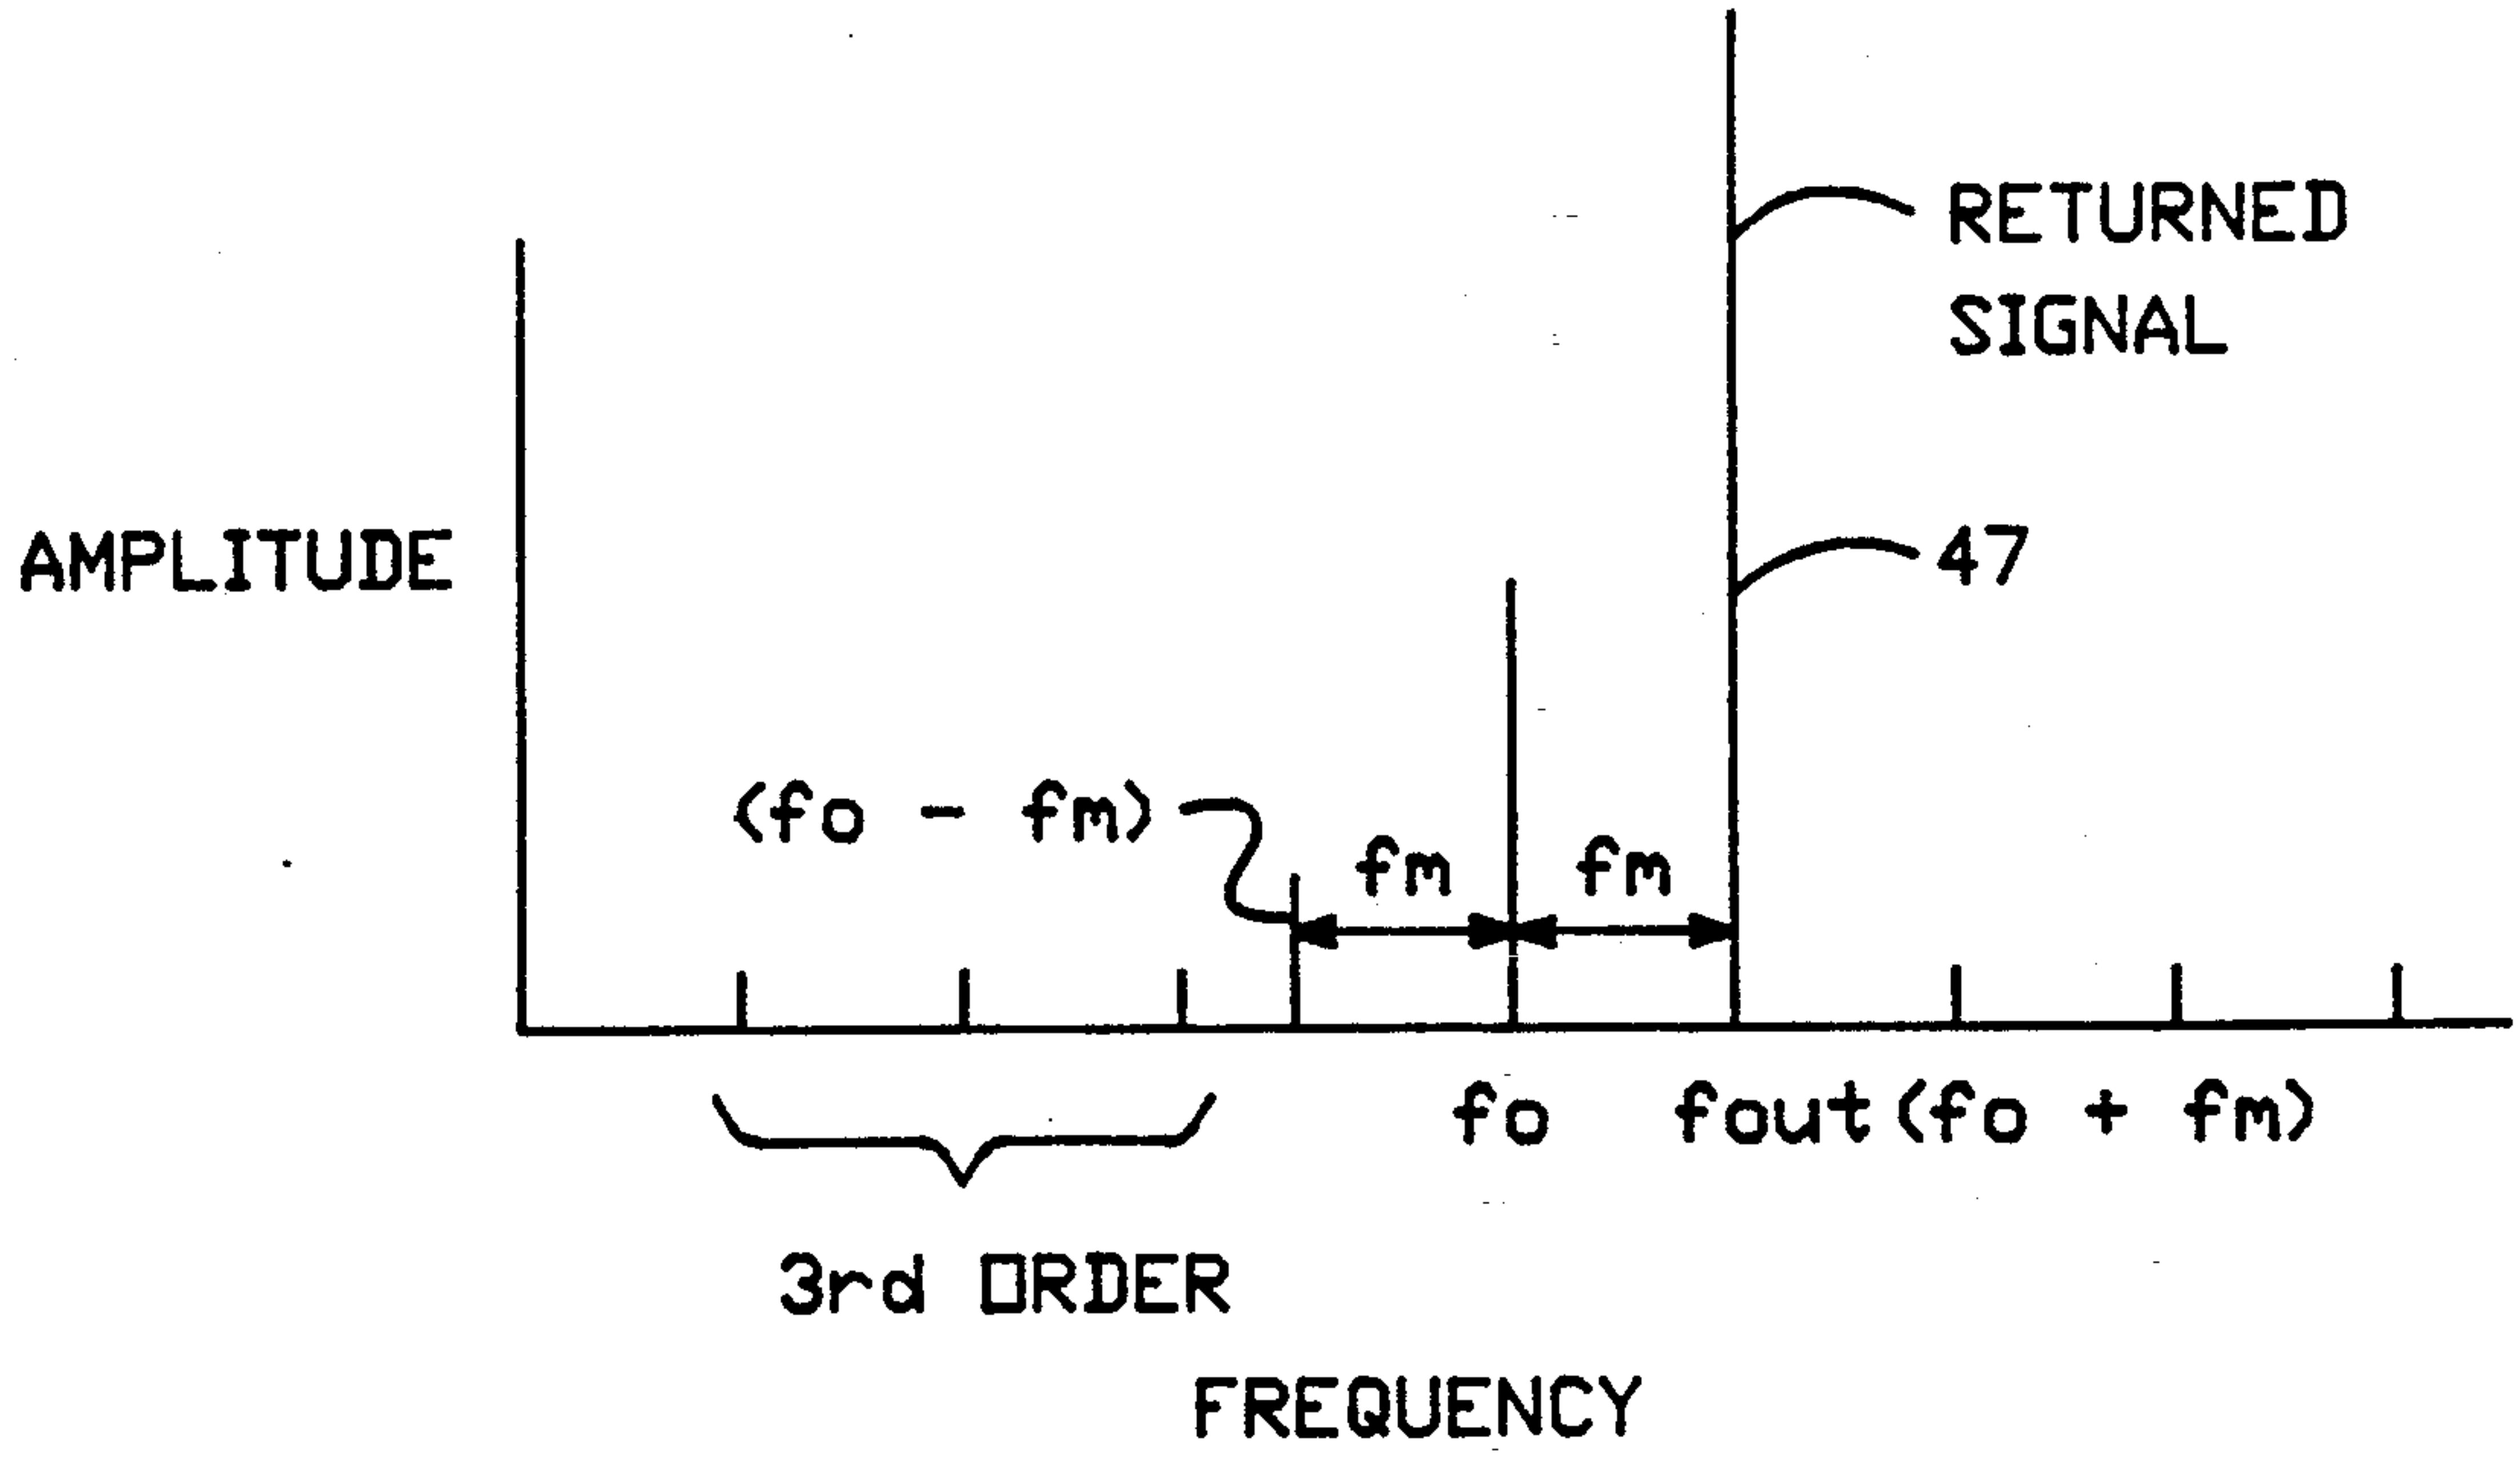 RETURNED
SIGNAL
AMPLITUDE
47
(fo - fm)
fm
fm
fo
fout(fo + fm)
3rd ORDER
FREQUENCY